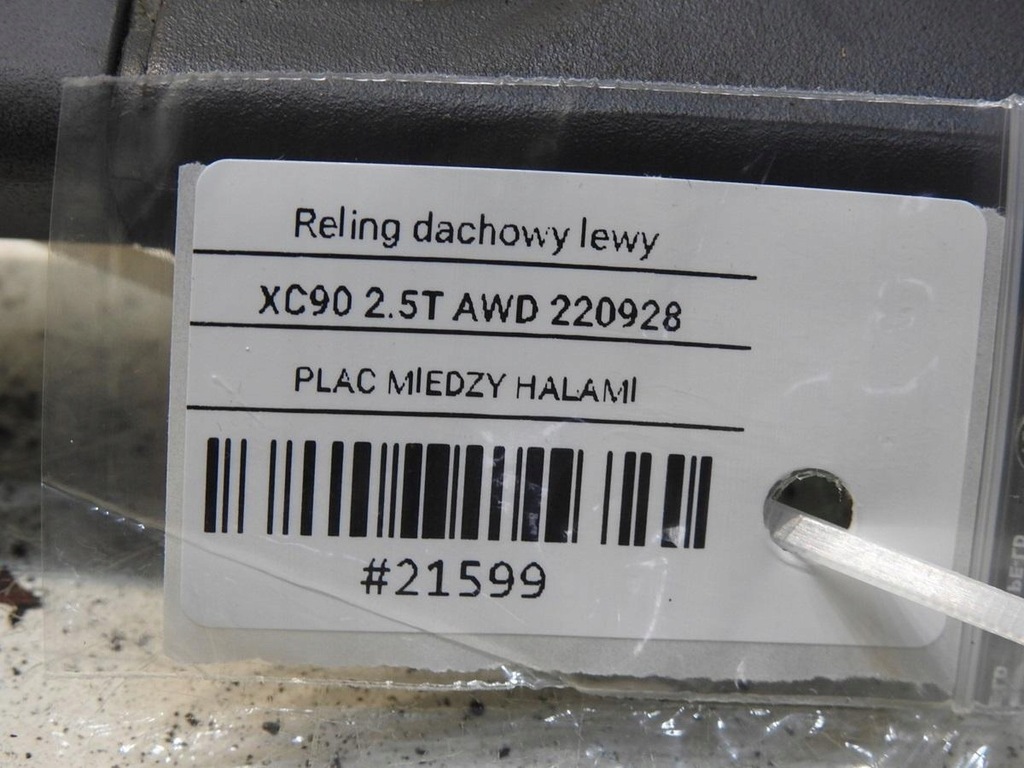 Reling dachowy lewy
XC90 2.5T AWD 220928
PLAC MIEDZY HALAMI
#21599